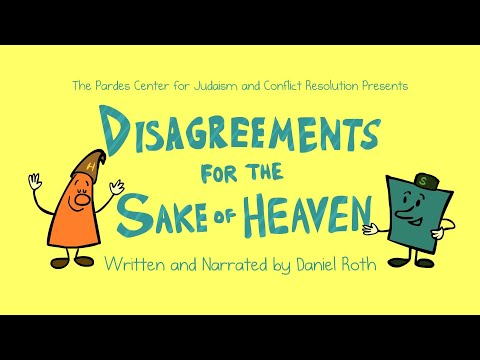 The Pardes Center for Judaism and Conflict Resolution Presents
DISAGREEMENTS
FOR THE
SAKE OF HEAVEN
H
S
Written and Narrated by Daniel Roth